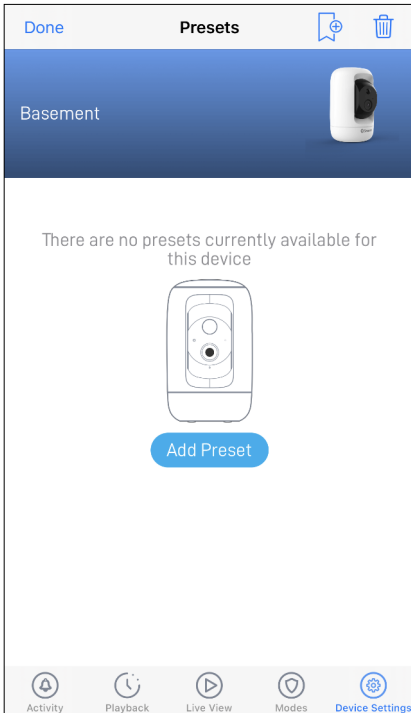 Done
Presets
Basement
There are no presets currently available for
this device
Add Preset
Activity
Playback
Live View
Modes
Device Settings